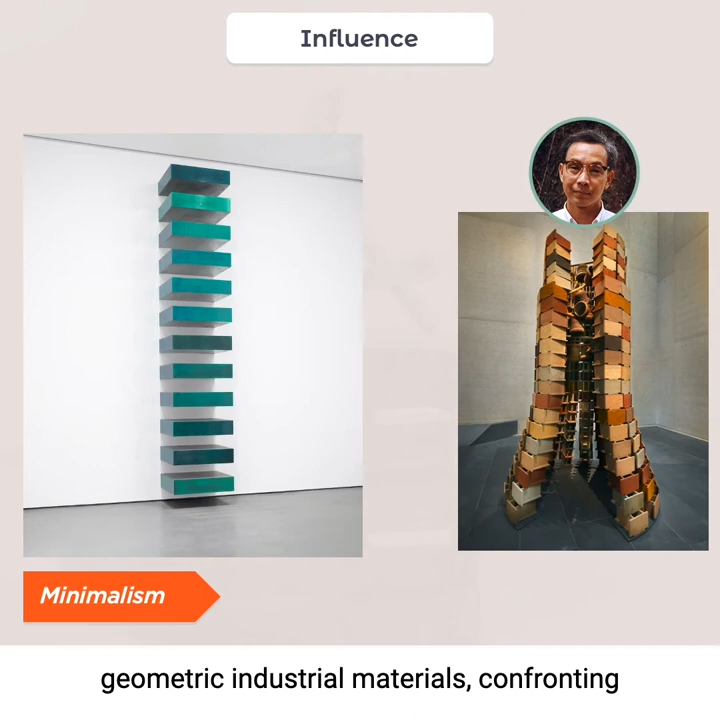 Influence
Minimalism
geometric industrial materials, confronting